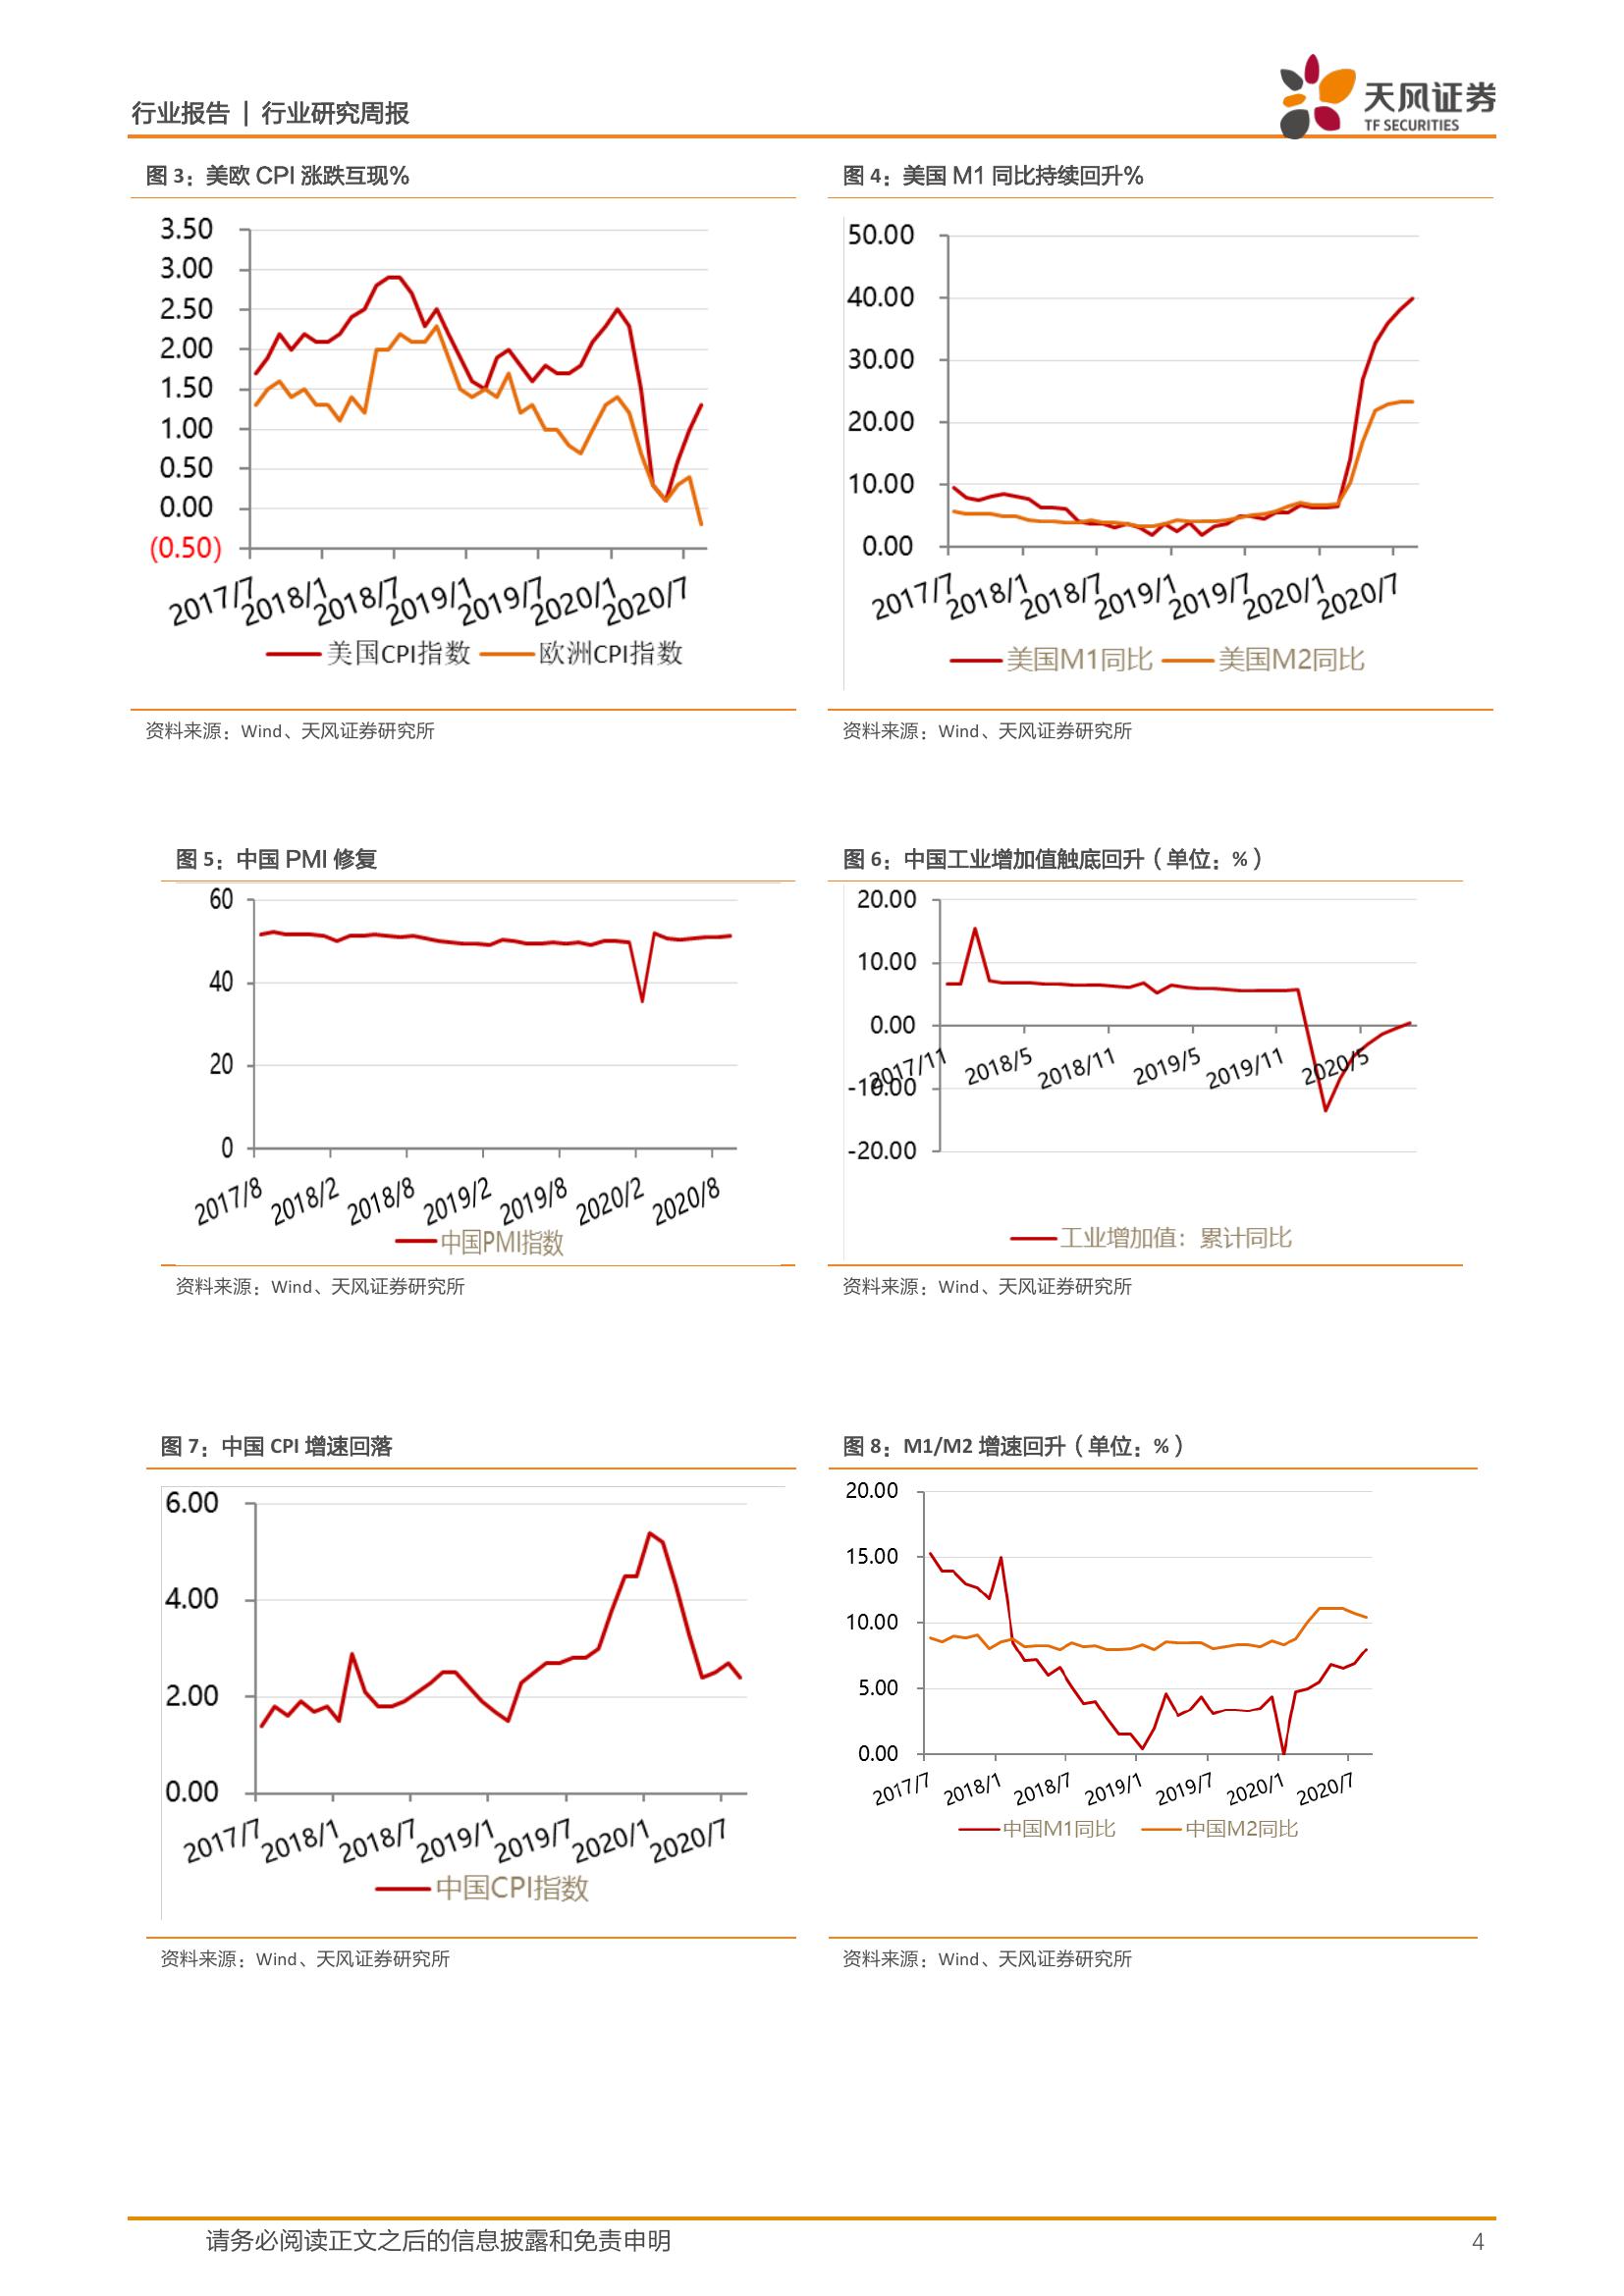 行业报告 | 行业研究周报
天风证券
TF SECURITIES
图 3：美欧 CPI 涨跌互现%
3.50
3.00
2.50
2.00
1.50
1.00
0.50
0.00
(0.50)
2017/7 2018/1 2018/7 2019/1 2019/7 2020/1 2020/7
美国CPI指数 欧洲CPI指数
资料来源：Wind、天风证券研究所
图 4：美国 M1 同比持续回升%
50.00
40.00
30.00
20.00
10.00
0.00
2017/7 2018/1 2018/7 2019/1 2019/7 2020/1 2020/7
美国M1同比 美国M2同比
资料来源：Wind、天风证券研究所
图 5：中国 PMI 修复
60
40
20
0
2017/8 2018/2 2018/8 2019/2 2019/8 2020/2 2020/8
中国PMI指数
资料来源：Wind、天风证券研究所
图 6：中国工业增加值触底回升（单位：%）
20.00
10.00
0.00
-10.00
-20.00
2017/11 2018/5 2018/11 2019/5 2019/11 2020/5
工业增加值：累计同比
资料来源：Wind、天风证券研究所
图 7：中国 CPI 增速回落
6.00
4.00
2.00
0.00
2017/7 2018/1 2018/7 2019/1 2019/7 2020/1 2020/7
中国CPI指数
资料来源：Wind、天风证券研究所
图 8：M1/M2 增速回升（单位：%）
20.00
15.00
10.00
5.00
0.00
2017/7 2018/1 2018/7 2019/1 2019/7 2020/1 2020/7
中国M1同比 中国M2同比
资料来源：Wind、天风证券研究所
请务必阅读正文之后的信息披露和免责申明 4